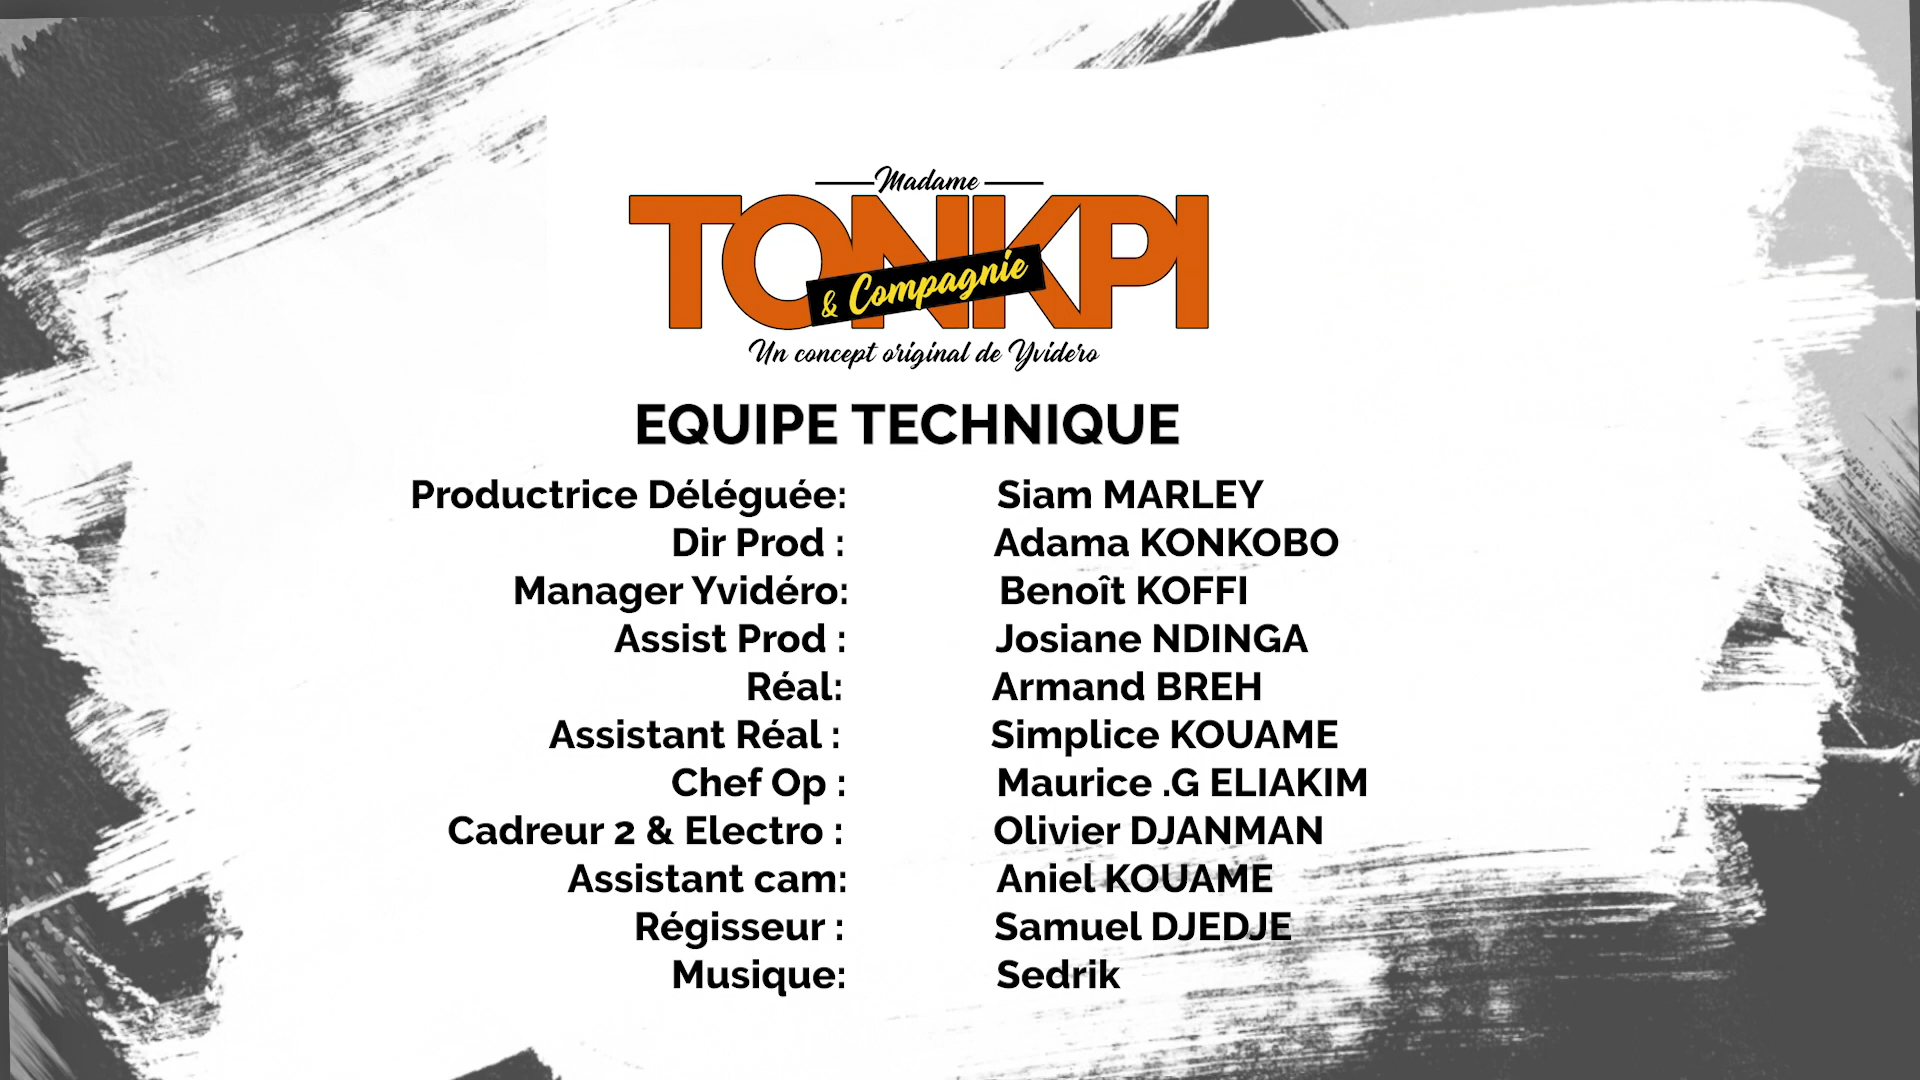 Madame
TONKPI
& Compagnie
Un concept original de Yvidero
EQUIPE TECHNIQUE
Productrice Déléguée: Siam MARLEY
Dir Prod : Adama KONKOBO
Manager Yvidéro: Benoît KOFFI
Assist Prod : Josiane NDINGA
Réal: Armand BREH
Assistant Réal : Simplice KOUAME
Chef Op : Maurice .G ELIAKIM
Cadreur 2 & Electro : Olivier DJANMAN
Assistant cam: Aniel KOUAME
Régisseur : Samuel DJEDJE
Musique: Sedrik